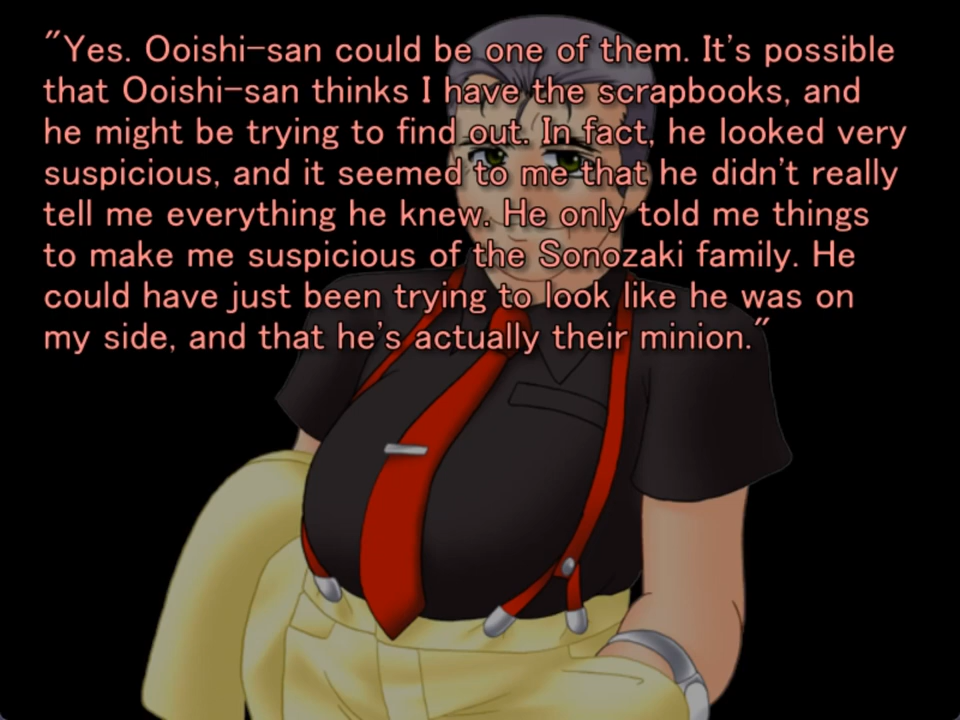 "Yes. Ooishi-san could be one of them. It's possible
that Ooishi-san thinks I have the scrapbooks, and
he might be trying to find out. In fact, he looked very
suspicious, and it seemed to me that he didn't really
tell me everything he knew. He only told me things
to make me suspicious of the Sonozaki family. He
could have just been trying to look like he was on
my side, and that he's actually their minion."